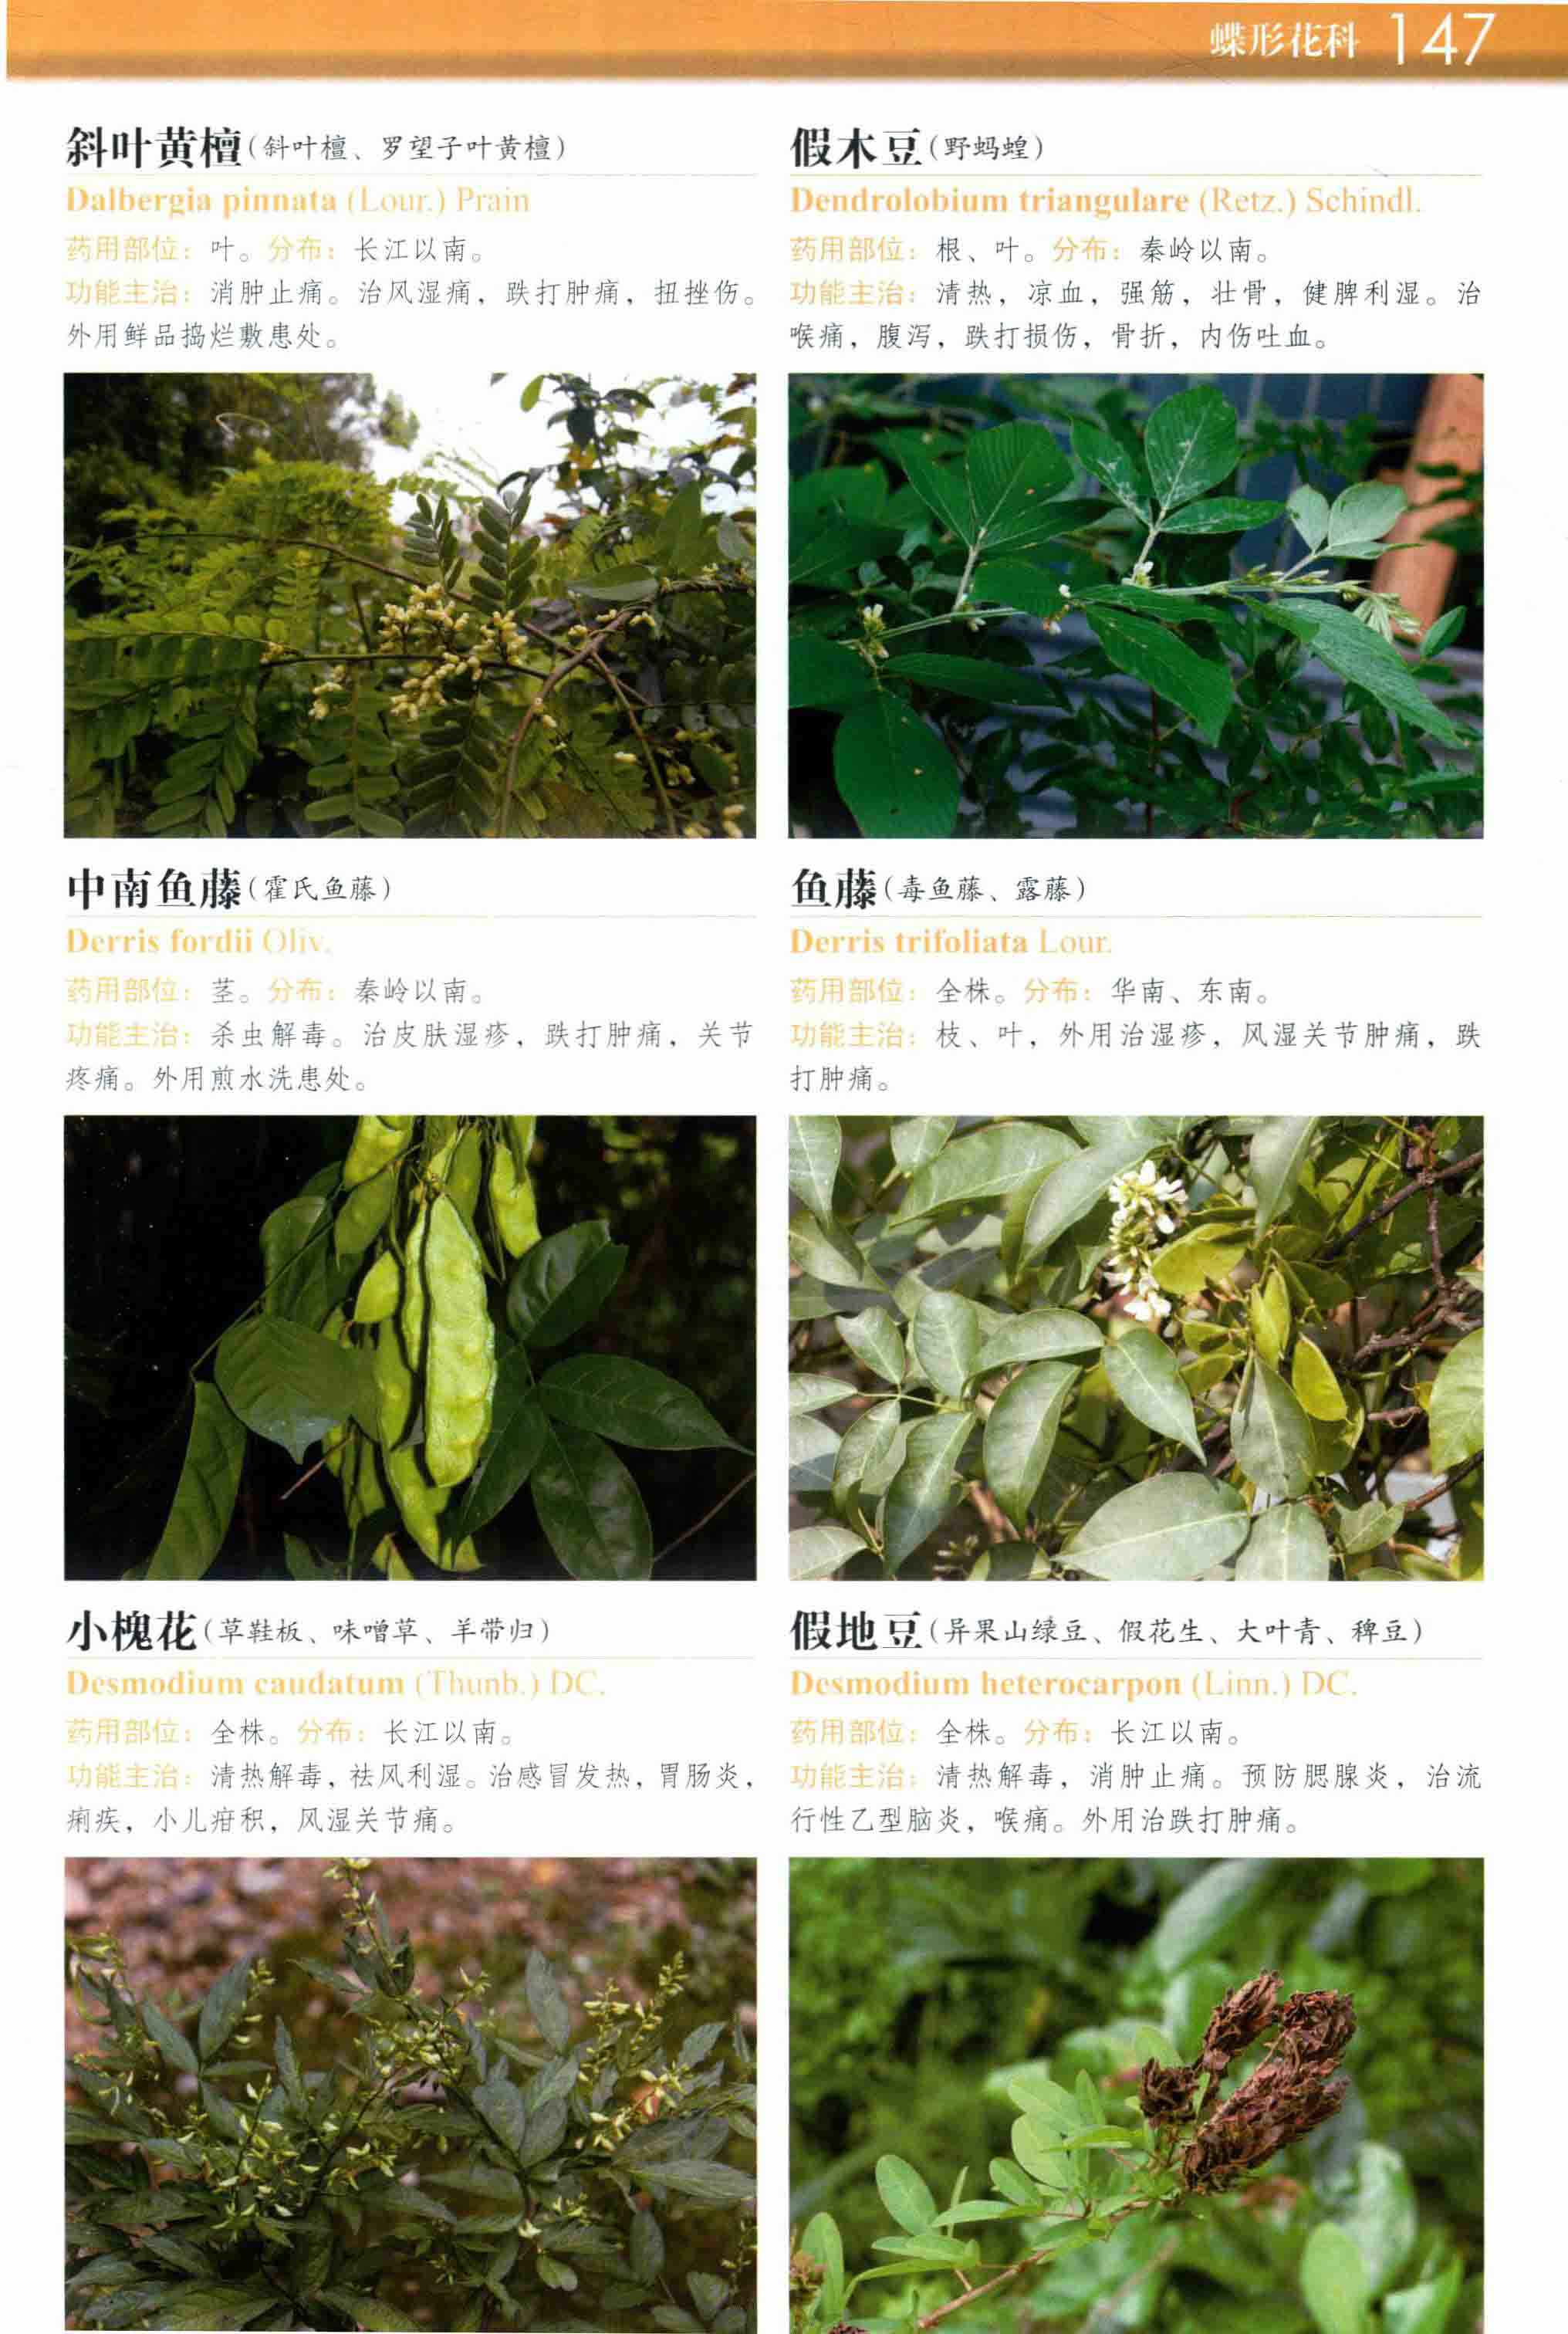 蝶形花科 147
斜叶黄檀(斜叶檀、罗望子叶黄檀)
Dalbergia pinnata (Lour.) Prain
药用部位:叶。分布:长江以南。
功能主治:消肿止痛。治风湿痛,跌打肿痛,扭挫伤。
外用鲜品捣烂敷患处。
假木豆(野蚂蝗)
Dendrolobium triangulare (Retz.) Schindl.
药用部位:根、叶。分布:秦岭以南。
功能主治:清热,凉血,强筋,壮骨,健脾利湿。治
喉痛,腹泻,跌打损伤,骨折,内伤吐血。
中南鱼藤(霍氏鱼藤)
Derris fordii Oliv.
药用部位:茎。分布:秦岭以南。
功能主治:杀虫解毒。治皮肤湿疹,跌打肿痛,关节
疼痛。外用煎水洗患处。
鱼藤(毒鱼藤、露藤)
Derris trifoliata Lour.
药用部位:全株。分布:华南、东南。
功能主治:枝、叶,外用治湿疹,风湿关节肿痛,跌
打肿痛。
小槐花(草鞋板、味噌草、羊带归)
Desmodium caudatum (Thunb.) DC.
药用部位:全株。分布:长江以南。
功能主治:清热解毒,祛风利湿。治感冒发热,胃肠炎,
痢疾,小儿疳积,风湿关节痛。
假地豆(异果山绿豆、假花生、大叶青、稗豆)
Desmodium heterocarpon (Linn.) DC.
药用部位:全株。分布:长江以南。
功能主治:清热解毒,消肿止痛。预防腮腺炎,治流
行性乙型脑炎,喉痛。外用治跌打肿痛。